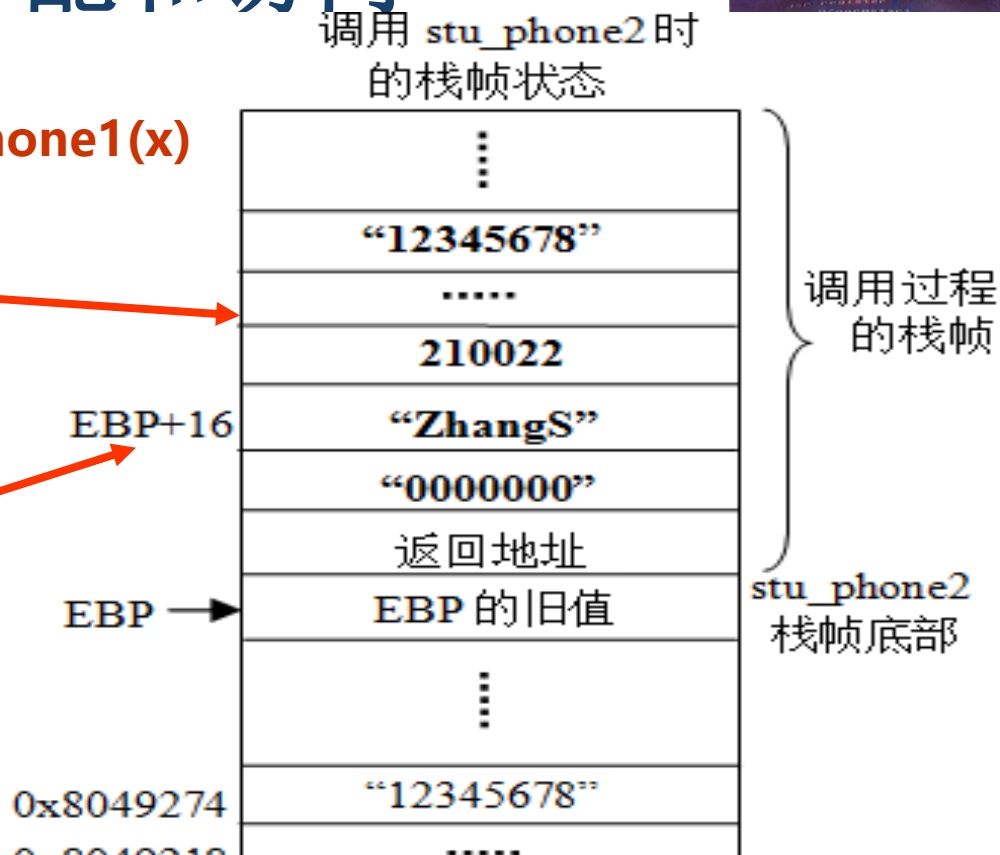 调用 stu_phone2 时
的栈帧状态
none1(x)
“12345678”
210022
EBP+16
“ZhangS”
“0000000”
返回地址
EBP
EBP 的旧值
调用过程
的栈帧
stu_phone2
栈帧底部
0x8049274
“12345678”